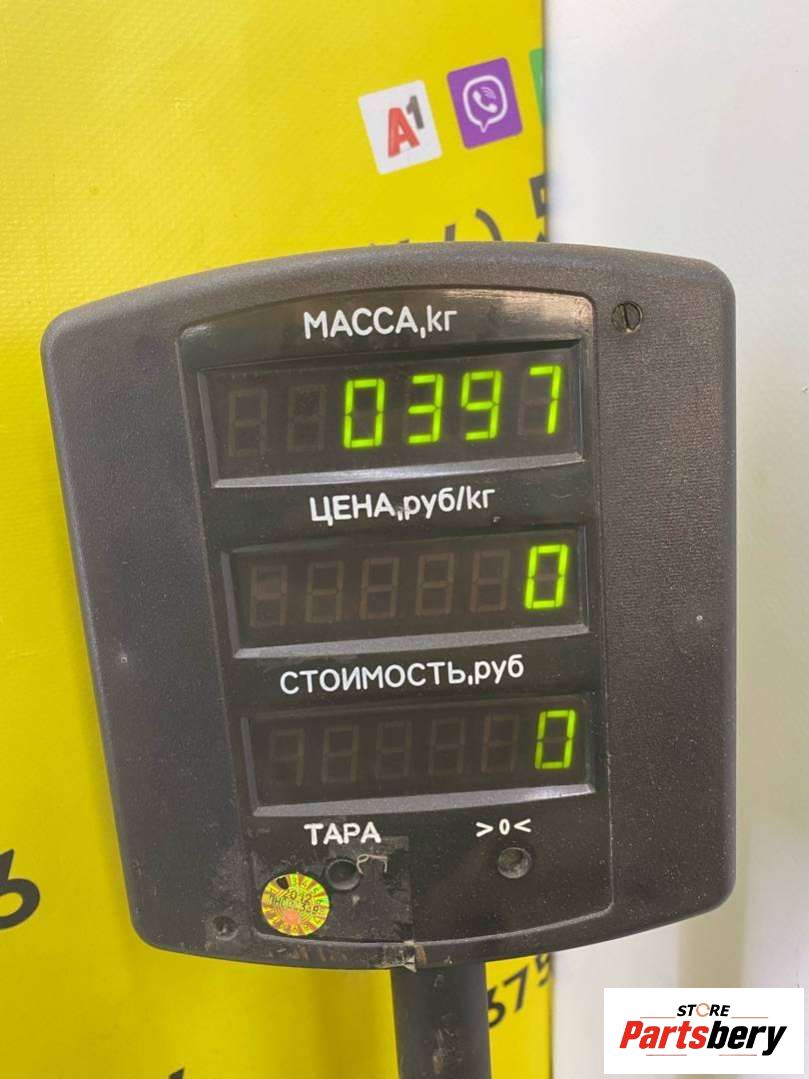 A1
МАССА,кг
0397
ЦЕНА,руб/кг
0
СТОИМОСТЬ,руб
0
ТАРА >0<
STORE
Partsbery